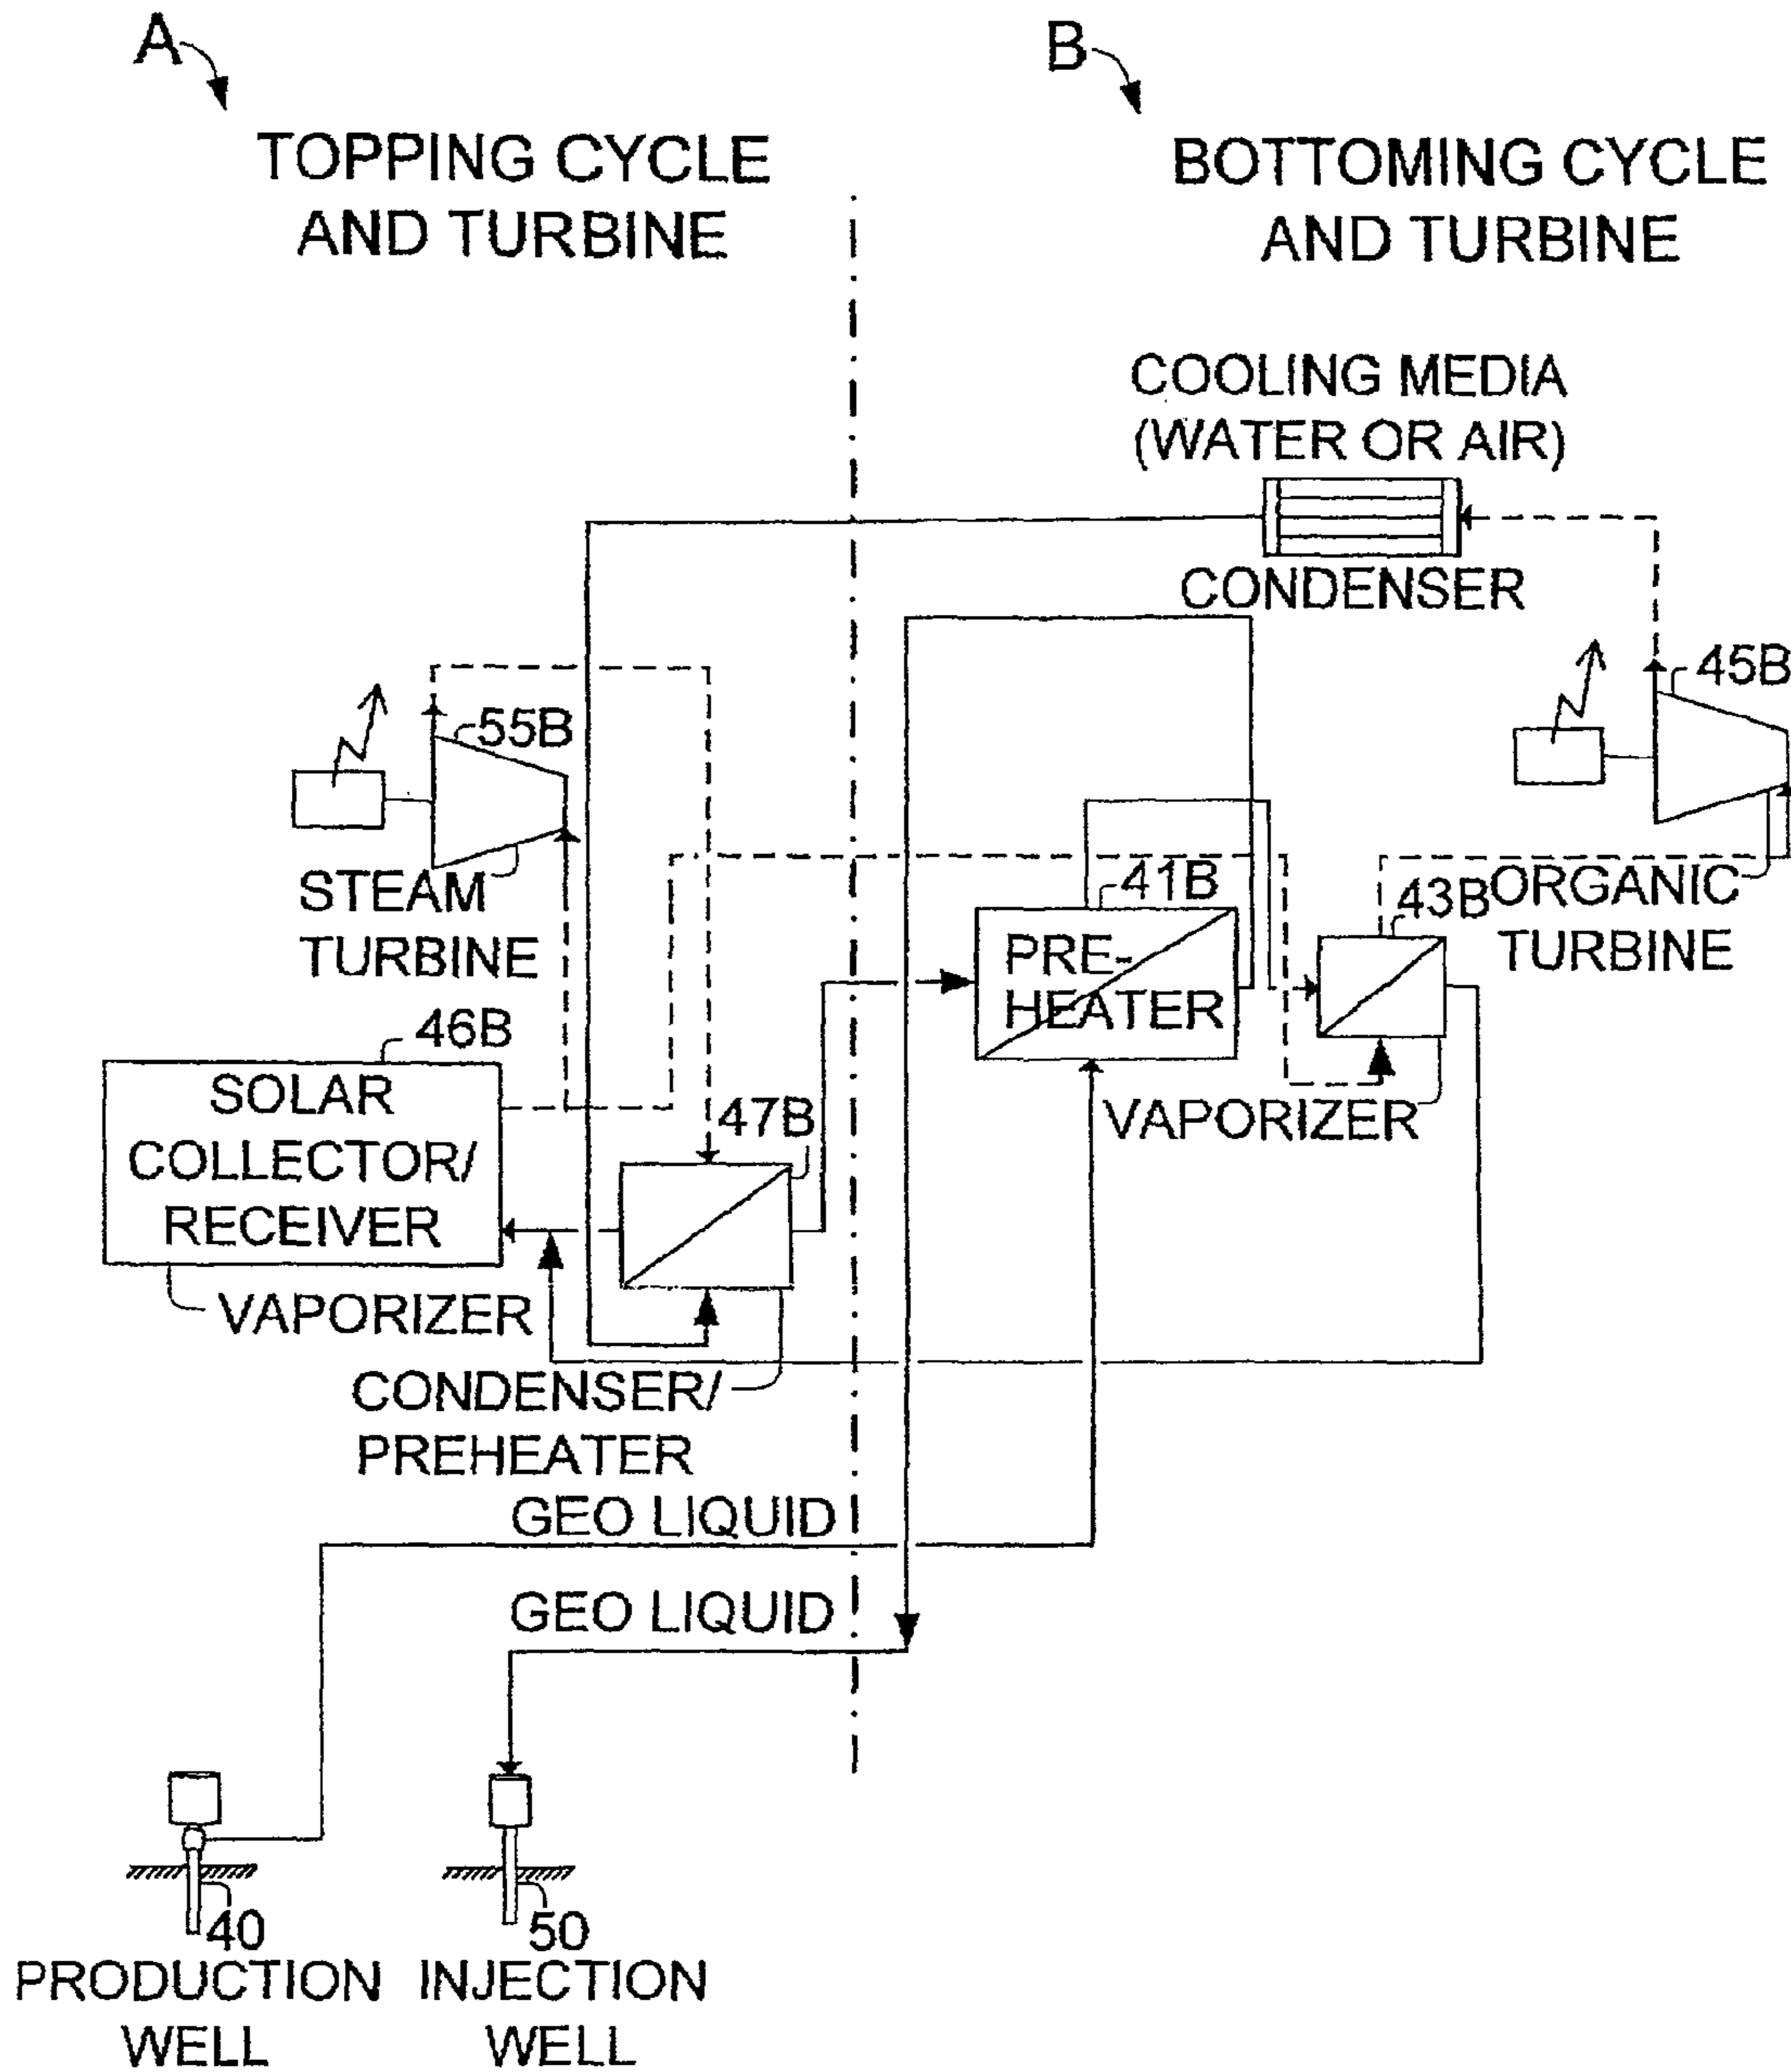 A
B
TOPPING CYCLE
AND TURBINE
BOTTOMING CYCLE
AND TURBINE
COOLING MEDIA
(WATER OR AIR)
CONDENSER
55B
45B
STEAM
TURBINE
41B
43B
ORGANIC
TURBINE
PRE-
HEATER
46B
SOLAR
COLLECTOR/
RECEIVER
47B
VAPORIZER
VAPORIZER
CONDENSER/
PREHEATER
GEO LIQUID
GEO LIQUID
40
50
PRODUCTION
WELL
INJECTION
WELL